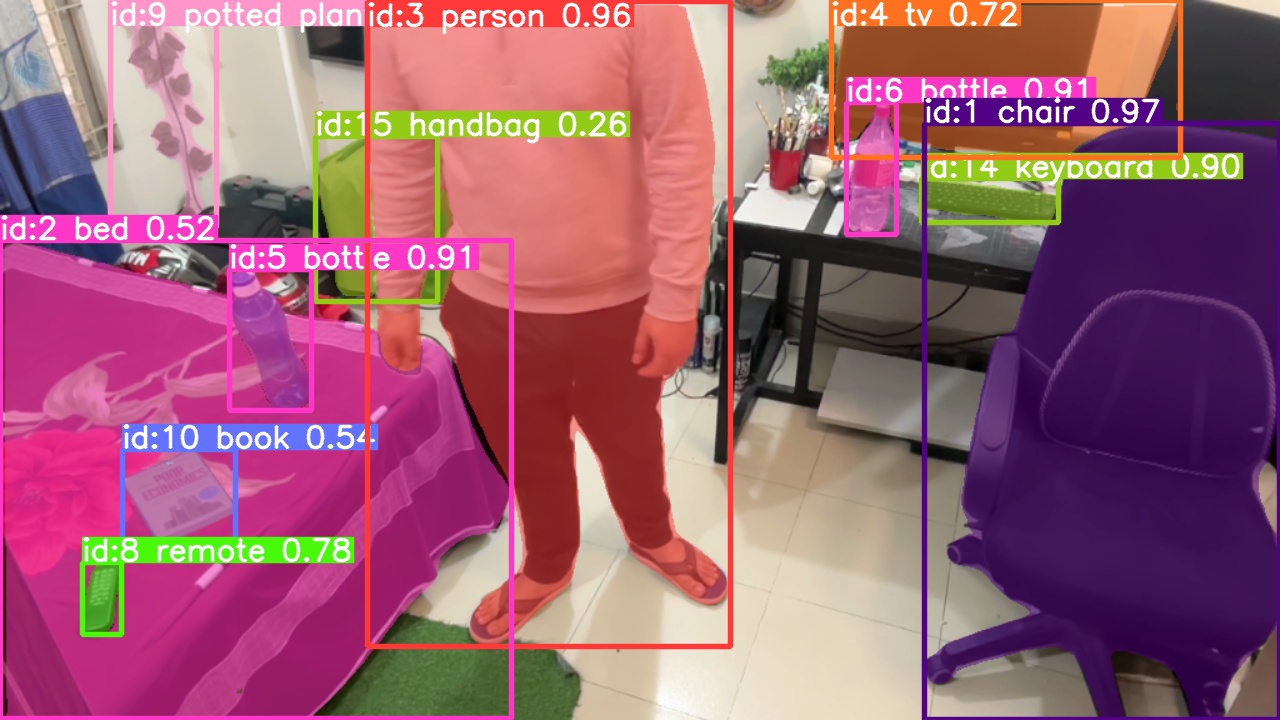 id:9 potted plan
id:3 person 0.96
id:4 tv 0.72
id:6 bottle 0.91
id:1 chair 0.97
id:15 handbag 0.26
d:14 keyboard 0.90
id:2 bed 0.52
id:5 bottle 0.91
id:10 book 0.54
POOR
ECONOMICS
id:8 remote 0.78